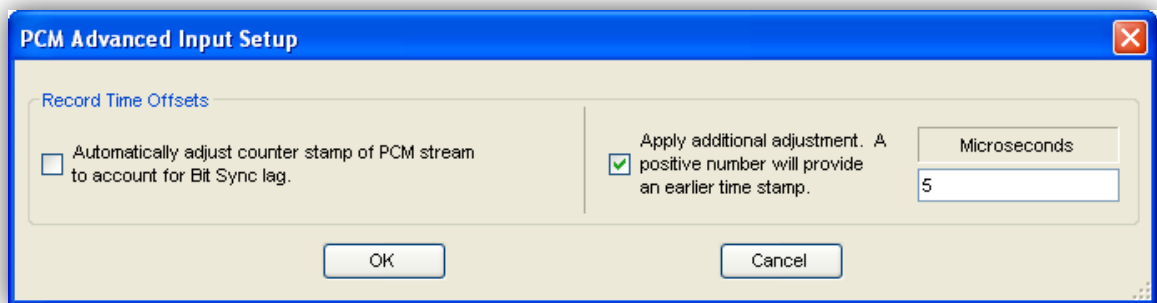 PCM Advanced Input Setup
Record Time Offsets
Automatically adjust counter stamp of PCM stream
to account for Bit Sync lag.
Apply additional adjustment. A
positive number will provide
an earlier time stamp.
Microseconds
5
OK
Cancel